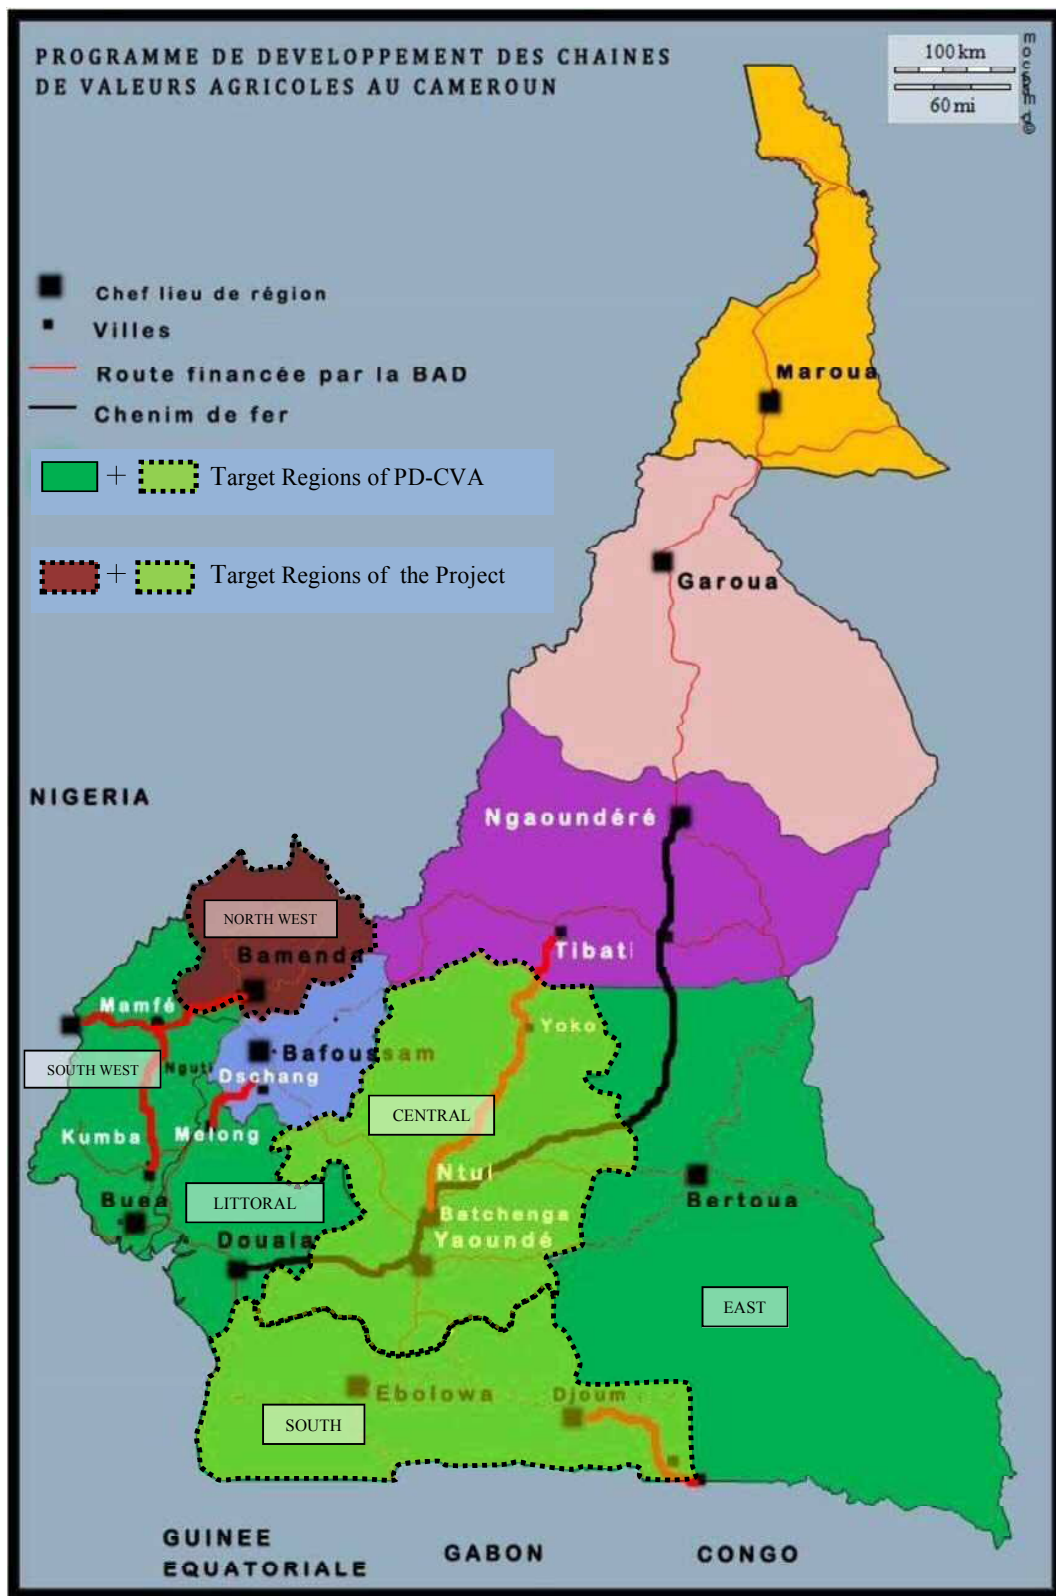 PROGRAMME DE DEVELOPPEMENT DES CHAINES
DE VALEURS AGRICOLES AU CAMEROUN
100 km
60 mi
Chef lieu de région
Villes
Route financée par la BAD
Chenim de fer
+ Target Regions of PD-CVA
+ Target Regions of the Project
Maroua
Garoua
NIGERIA
Ngaoundéré
NORTH WEST
Bamenda
Tibati
Mamfé
Yoko
SOUTH WEST
Nguti
Bafoussam
Dschang
CENTRAL
Kumba
Melong
Ntui
Bertoua
Buea
LITTORAL
Batchenga
Douala
Yaoundé
EAST
Ebolowa
Djoum
SOUTH
GUINEE
EQUATORIALE
GABON
CONGO